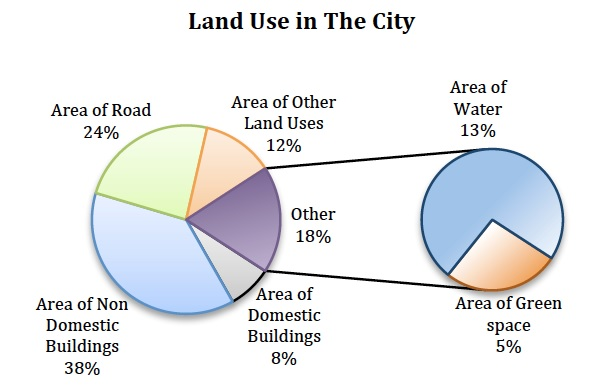 Land Use in The City
Area of Road
24%
Area of Other
Land Uses
12%
Area of
Water
13%
Other
18%
Area of Non
Domestic
Buildings
38%
Area of
Domestic
Buildings
8%
Area of Green
space
5%